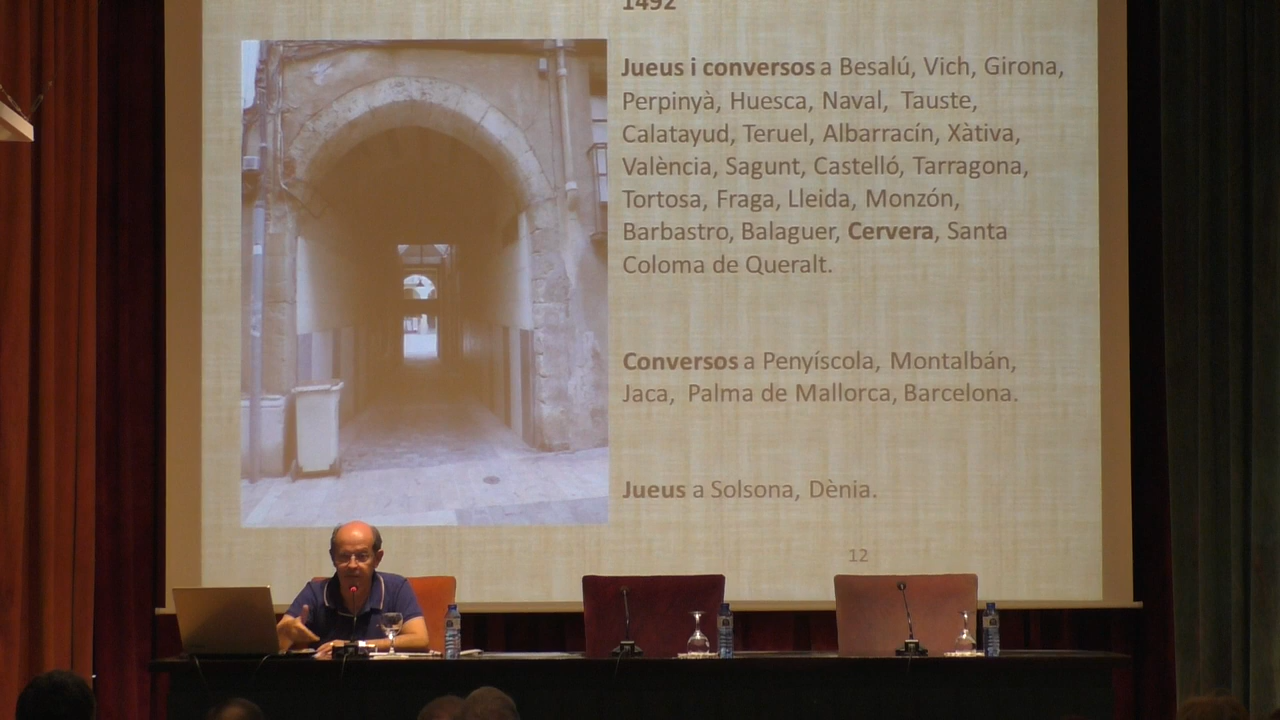 1492
Jueus i conversos a Besalú, Vich, Girona,
Perpinyà, Huesca, Naval, Tauste,
Calatayud, Teruel, Albarracín, Xàtiva,
València, Sagunt, Castelló, Tarragona,
Tortosa, Fraga, Lleida, Monzón,
Barbastro, Balaguer, Cervera, Santa
Coloma de Queralt.
Conversos a Penyíscola, Montalbán,
Jaca, Palma de Mallorca, Barcelona.
Jueus a Solsona, Dènia.
12